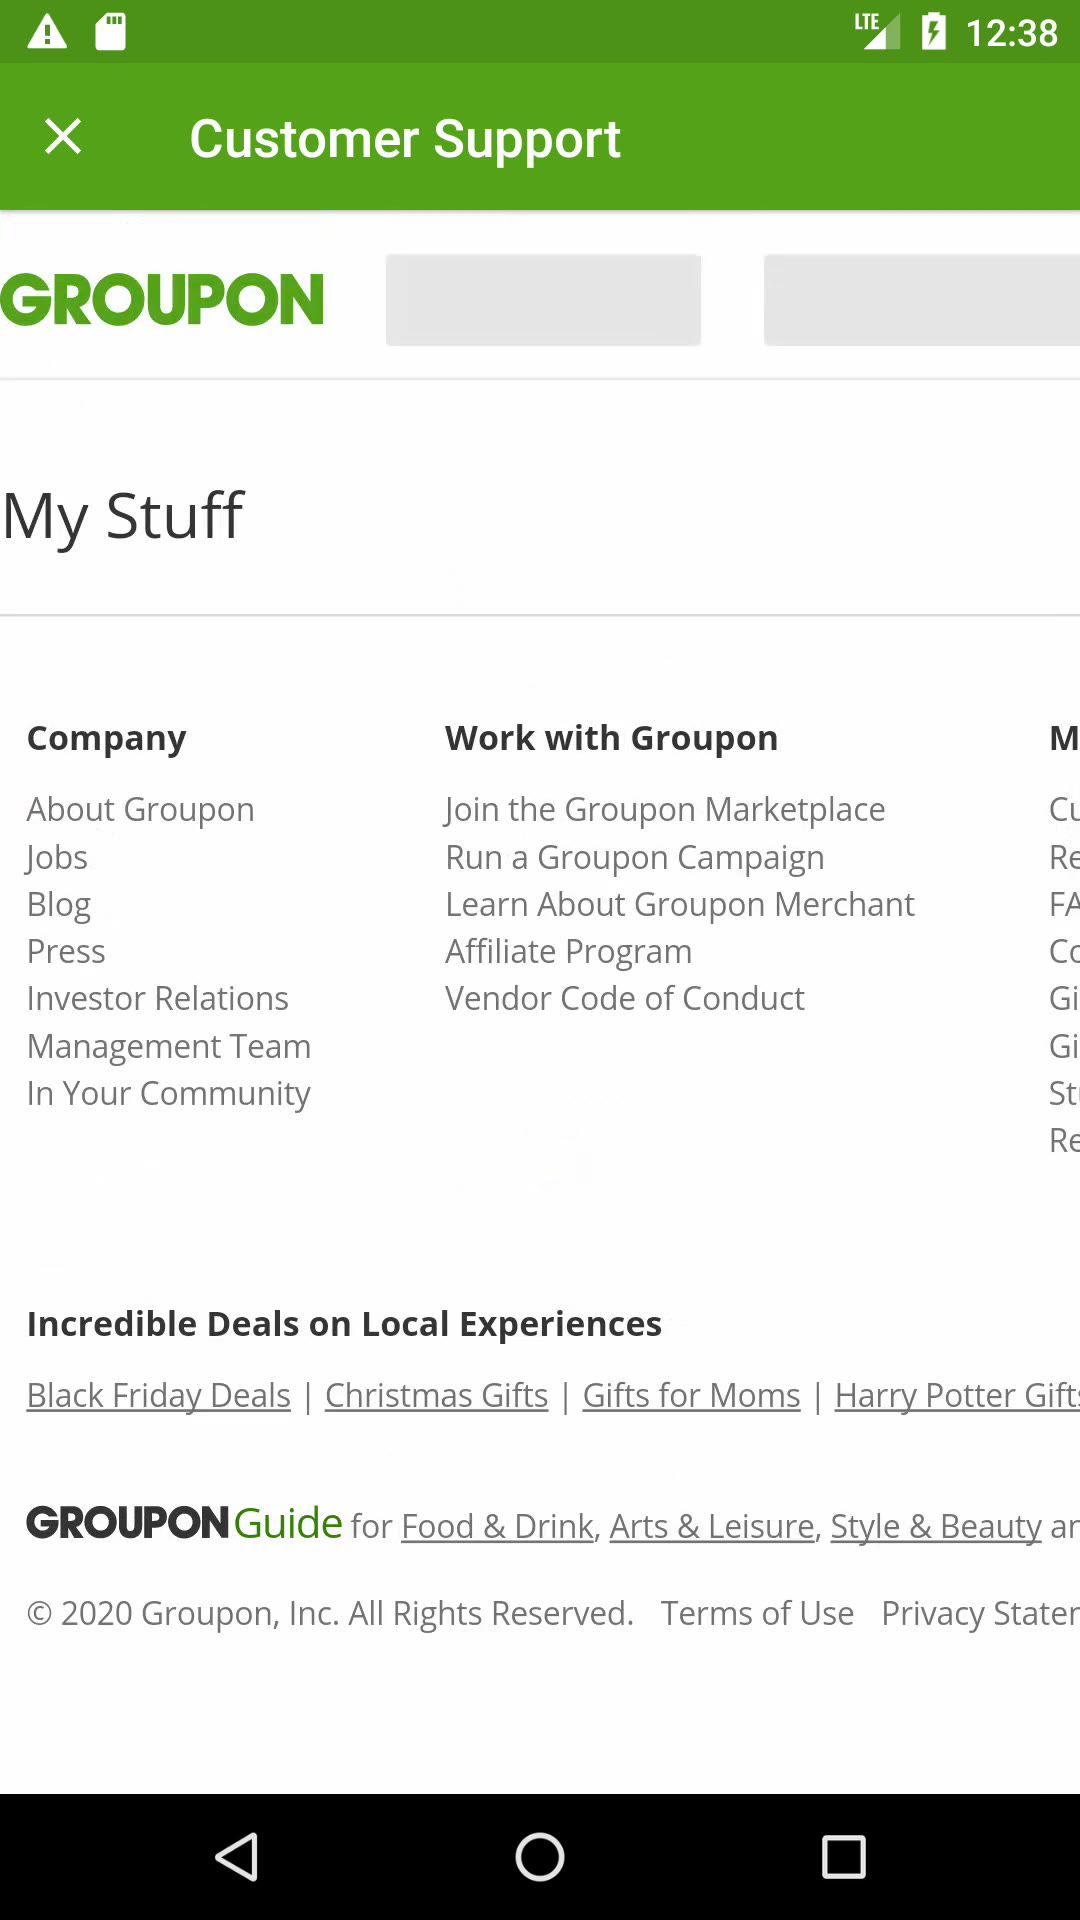 LTE 12:38
Customer Support
GROUPON
My Stuff
Company
About Groupon
Jobs
Blog
Press
Investor Relations
Management Team
In Your Community
Work with Groupon
Join the Groupon Marketplace
Run a Groupon Campaign
Learn About Groupon Merchant
Affiliate Program
Vendor Code of Conduct
M
Cu
Re
FA
Co
Gi
Gi
Stu
Re
Incredible Deals on Local Experiences
Black Friday Deals | Christmas Gifts | Gifts for Moms | Harry Potter Gifts
GROUPON Guide for Food & Drink, Arts & Leisure, Style & Beauty an
© 2020 Groupon, Inc. All Rights Reserved. Terms of Use Privacy Stater